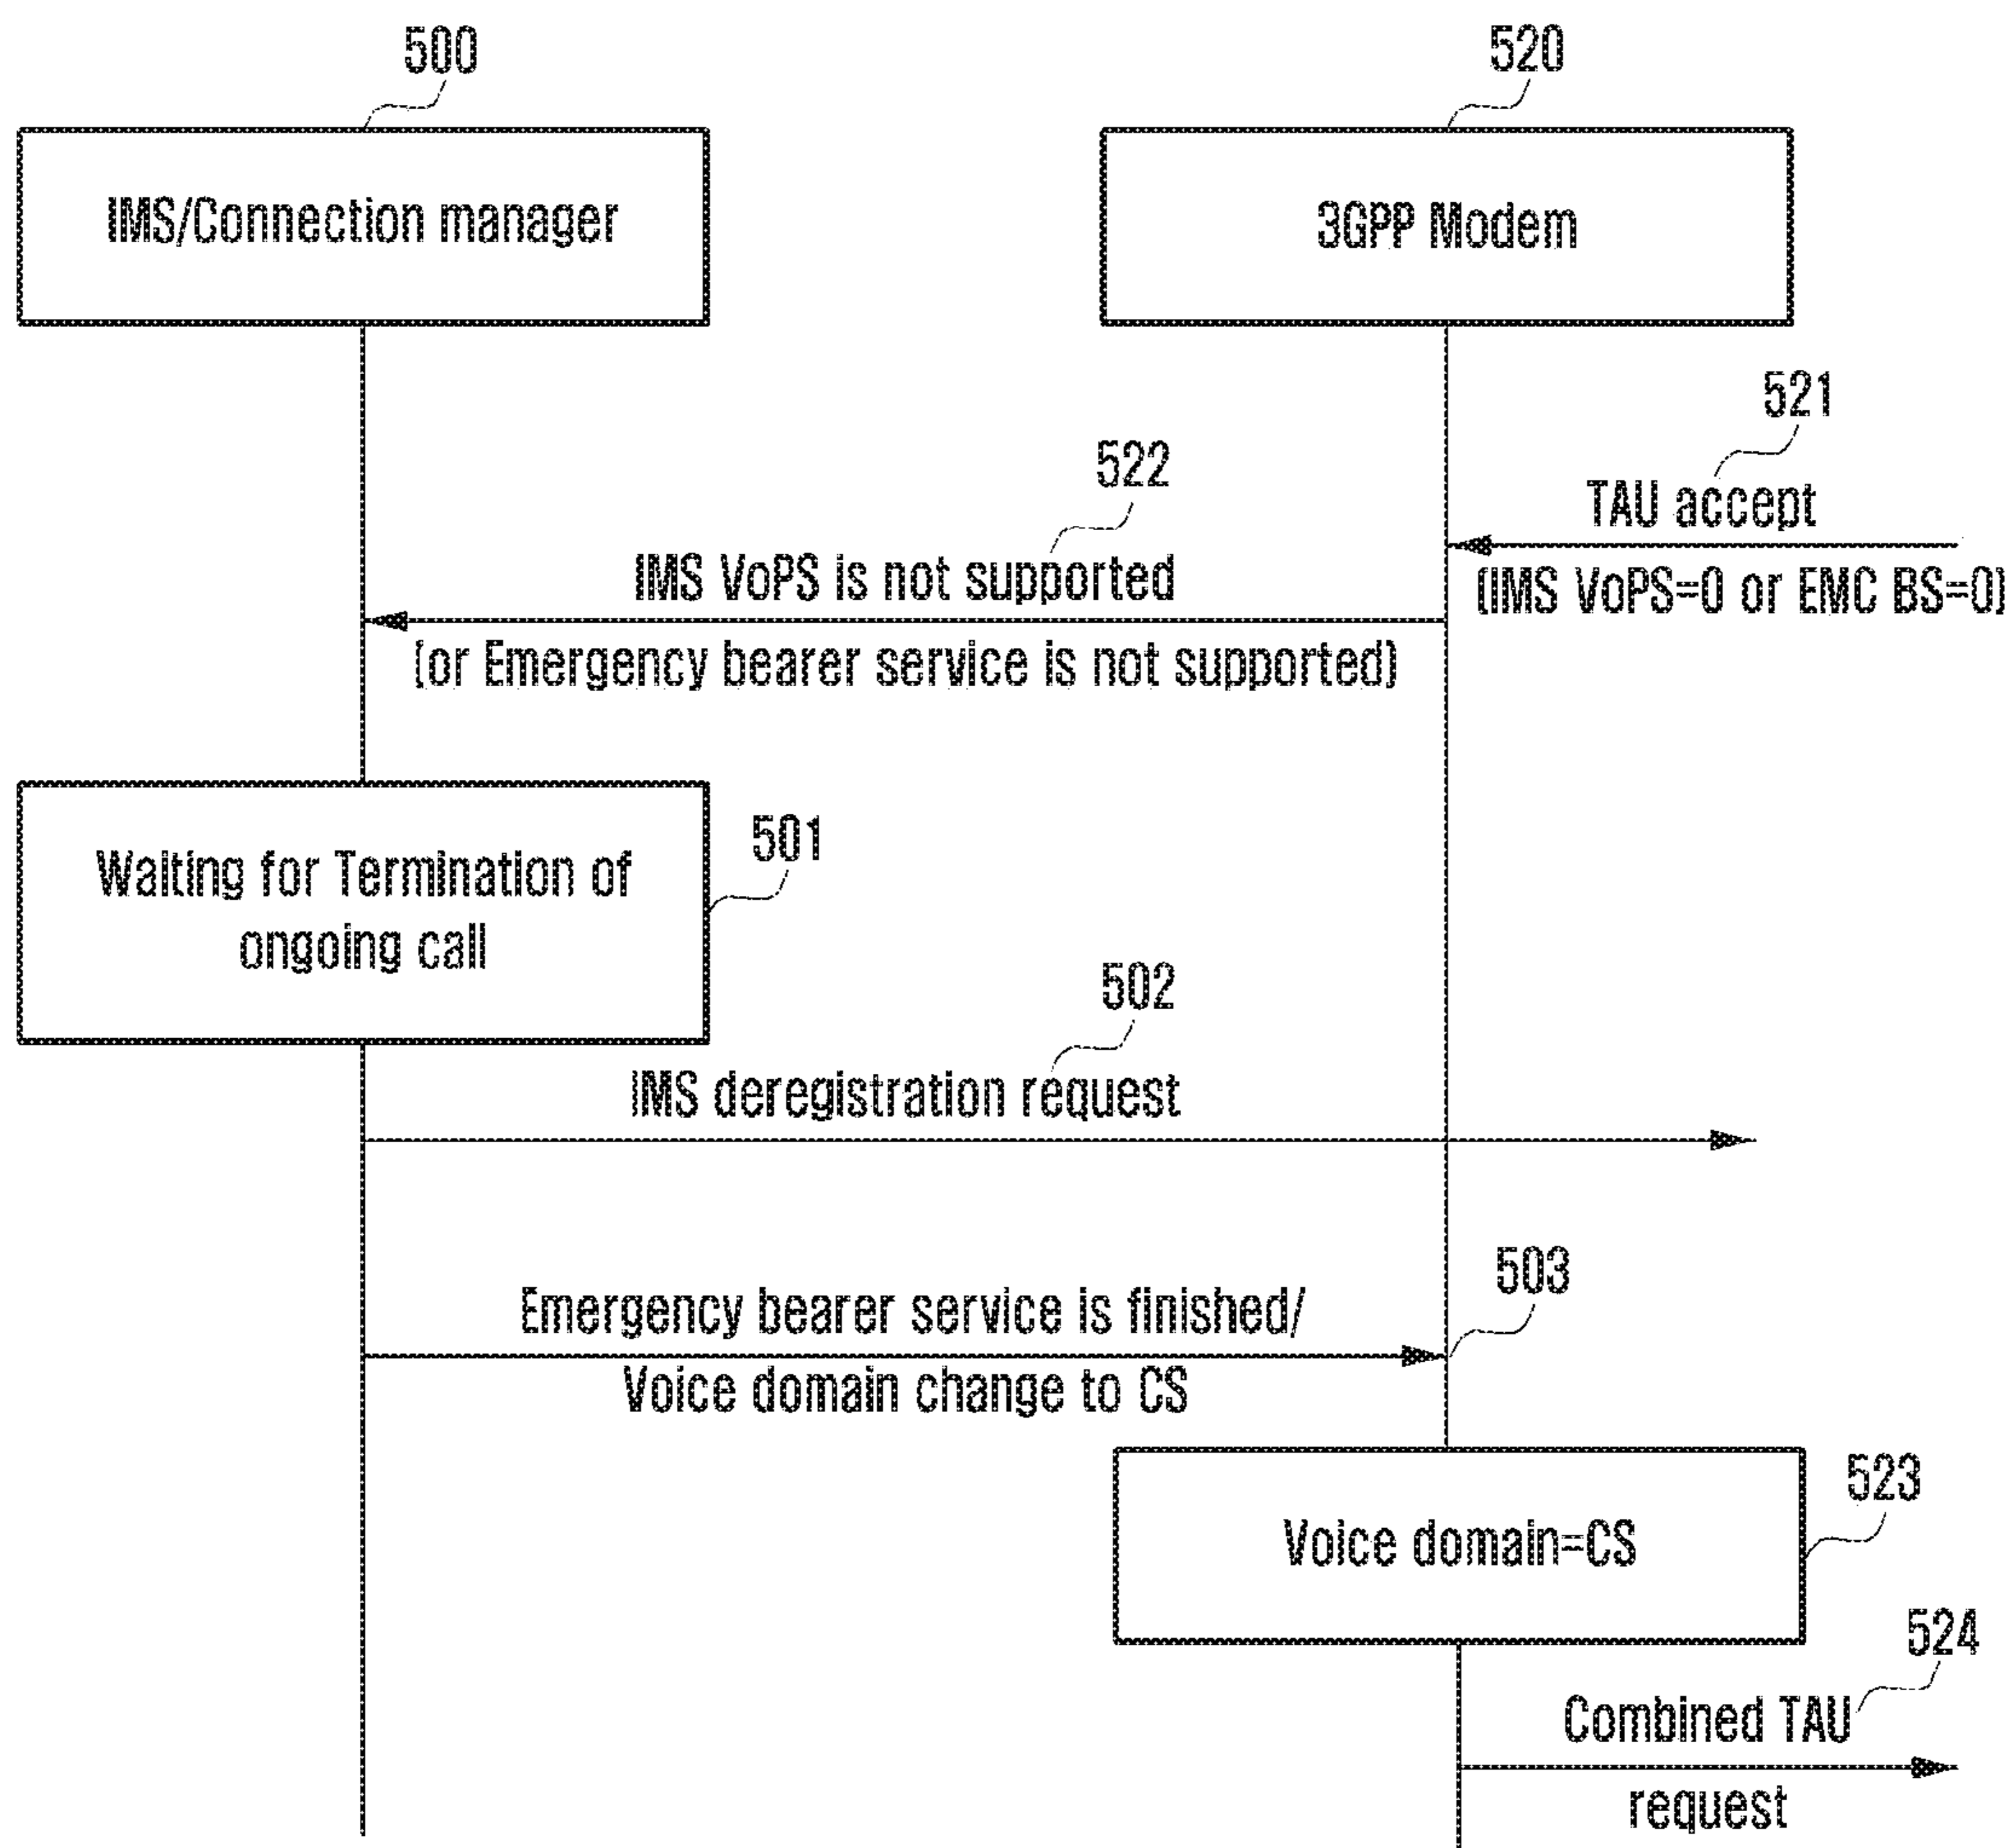 500
520
IMS/Connection manager
3GPP Modem
521
TAU accept
(IMS VoPS=0 or EMC BS=0)
522
IMS VoPS is not supported
(or Emergency bearer service is not supported)
Waiting for Termination of
ongoing call
501
502
IMS deregistration request
503
Emergency bearer service is finished/
Voice domain change to CS
Voice domain=CS
523
524
Combined TAU
request